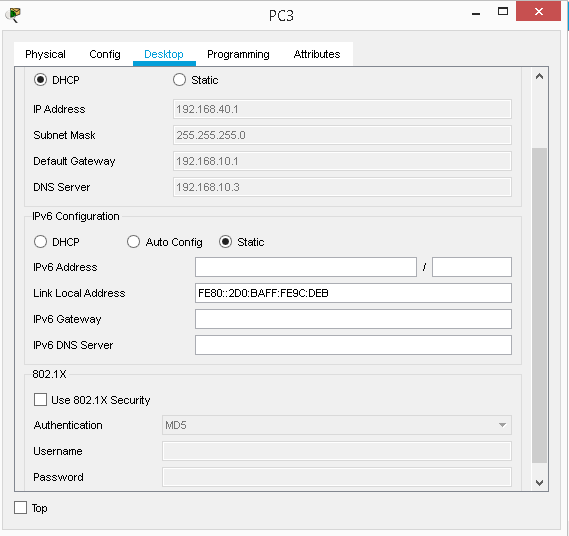 PC3
Physical Config Desktop Programming Attributes
DHCP Static
IP Address 192.168.40.1
Subnet Mask 255.255.255.0
Default Gateway 192.168.10.1
DNS Server 192.168.10.3
IPv6 Configuration
DHCP Auto Config Static
IPv6 Address /
Link Local Address FE80::2D0:BAFF:FE9C:DEB
IPv6 Gateway
IPv6 DNS Server
802.1X
Use 802.1X Security
Authentication MD5
Username
Password
Top